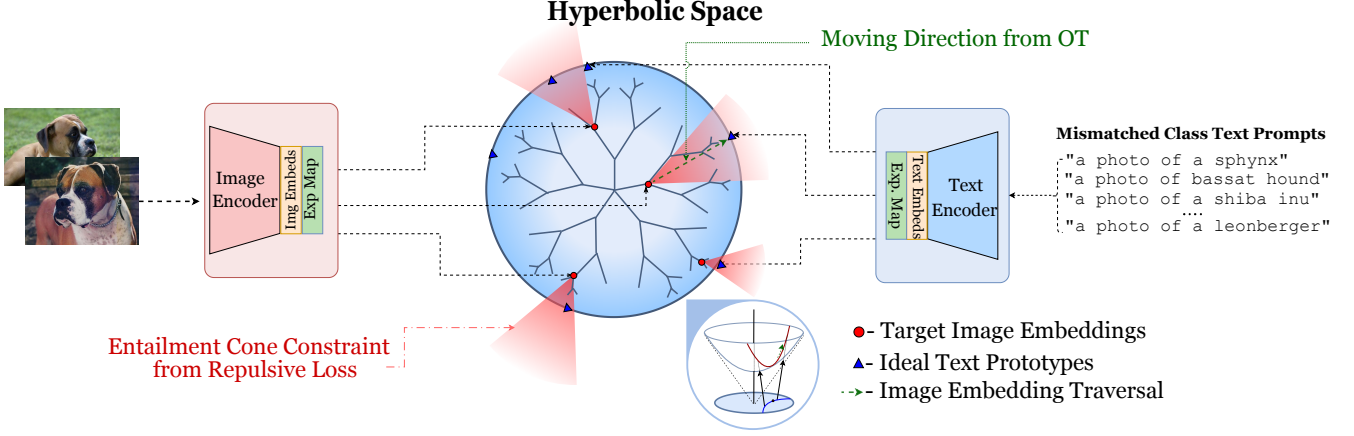 Hyperbolic Space
Moving Direction from OT
Image
Encoder
Img Embeds
Exp Map
Exp. Map
Text Embeds
Text
Encoder
Mismatched Class Text Prompts
"a photo of a sphynx"
"a photo of bassat hound"
"a photo of a shiba inu"
....
"a photo of a leonberger"
Entailment Cone Constraint
from Repulsive Loss
- Target Image Embeddings
- Ideal Text Prototypes
- Image Embedding Traversal